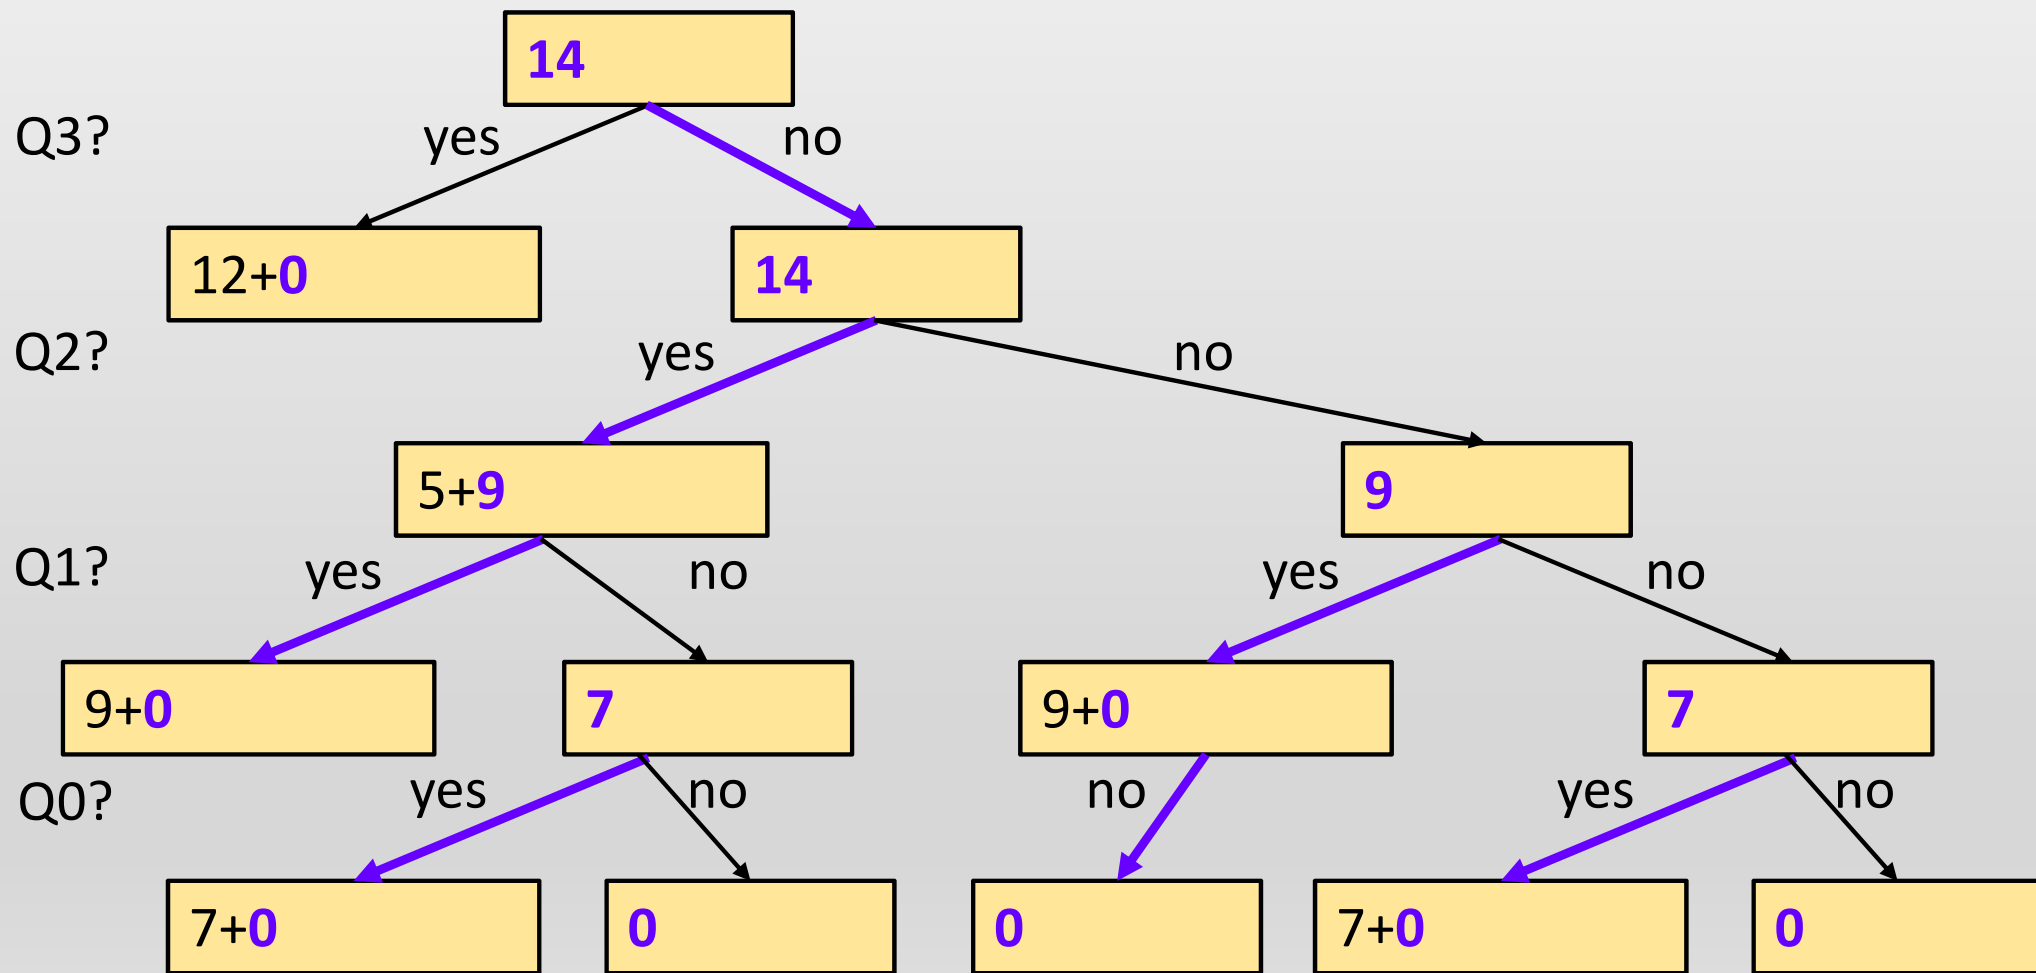 14
Q3? yes no
12+0 14
Q2? yes no
5+9 9
Q1? yes no yes no
9+0 7 9+0 7
Q0? yes no no yes no
7+0 0 0 7+0 0